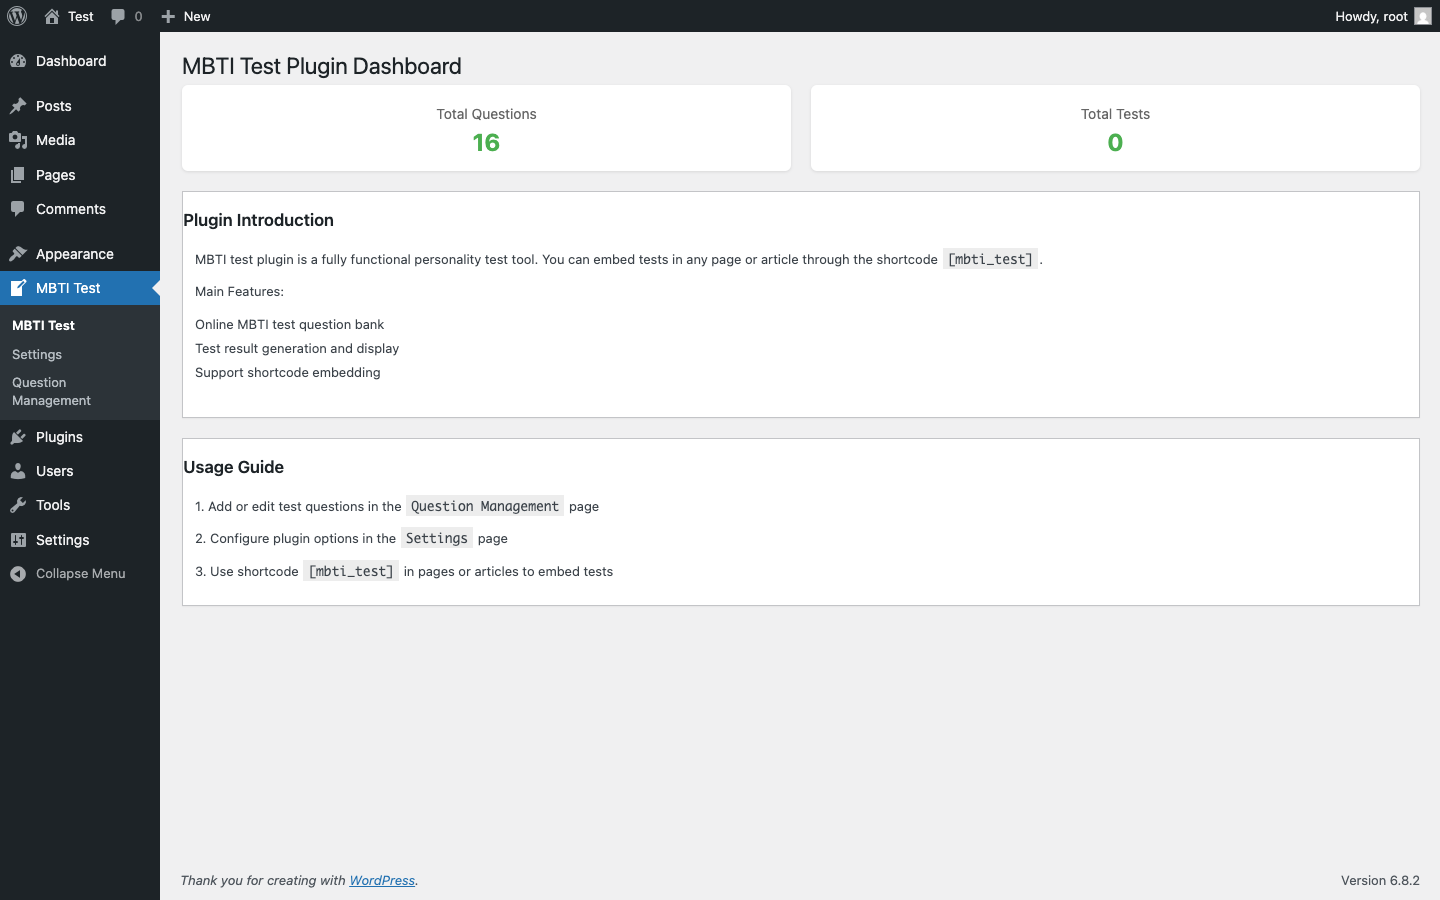 Test
0
New
Howdy, root
Dashboard
Posts
Media
Pages
Comments
Appearance
MBTI Test
MBTI Test
Settings
Question
Management
Plugins
Users
Tools
Settings
Collapse Menu
MBTI Test Plugin Dashboard
Total Questions
16
Total Tests
0
Plugin Introduction
MBTI test plugin is a fully functional personality test tool. You can embed tests in any page or article through the shortcode [mbti_test] .
Main Features:
Online MBTI test question bank
Test result generation and display
Support shortcode embedding
Usage Guide
1. Add or edit test questions in the Question Management page
2. Configure plugin options in the Settings page
3. Use shortcode [mbti_test] in pages or articles to embed tests
Thank you for creating with WordPress.
Version 6.8.2